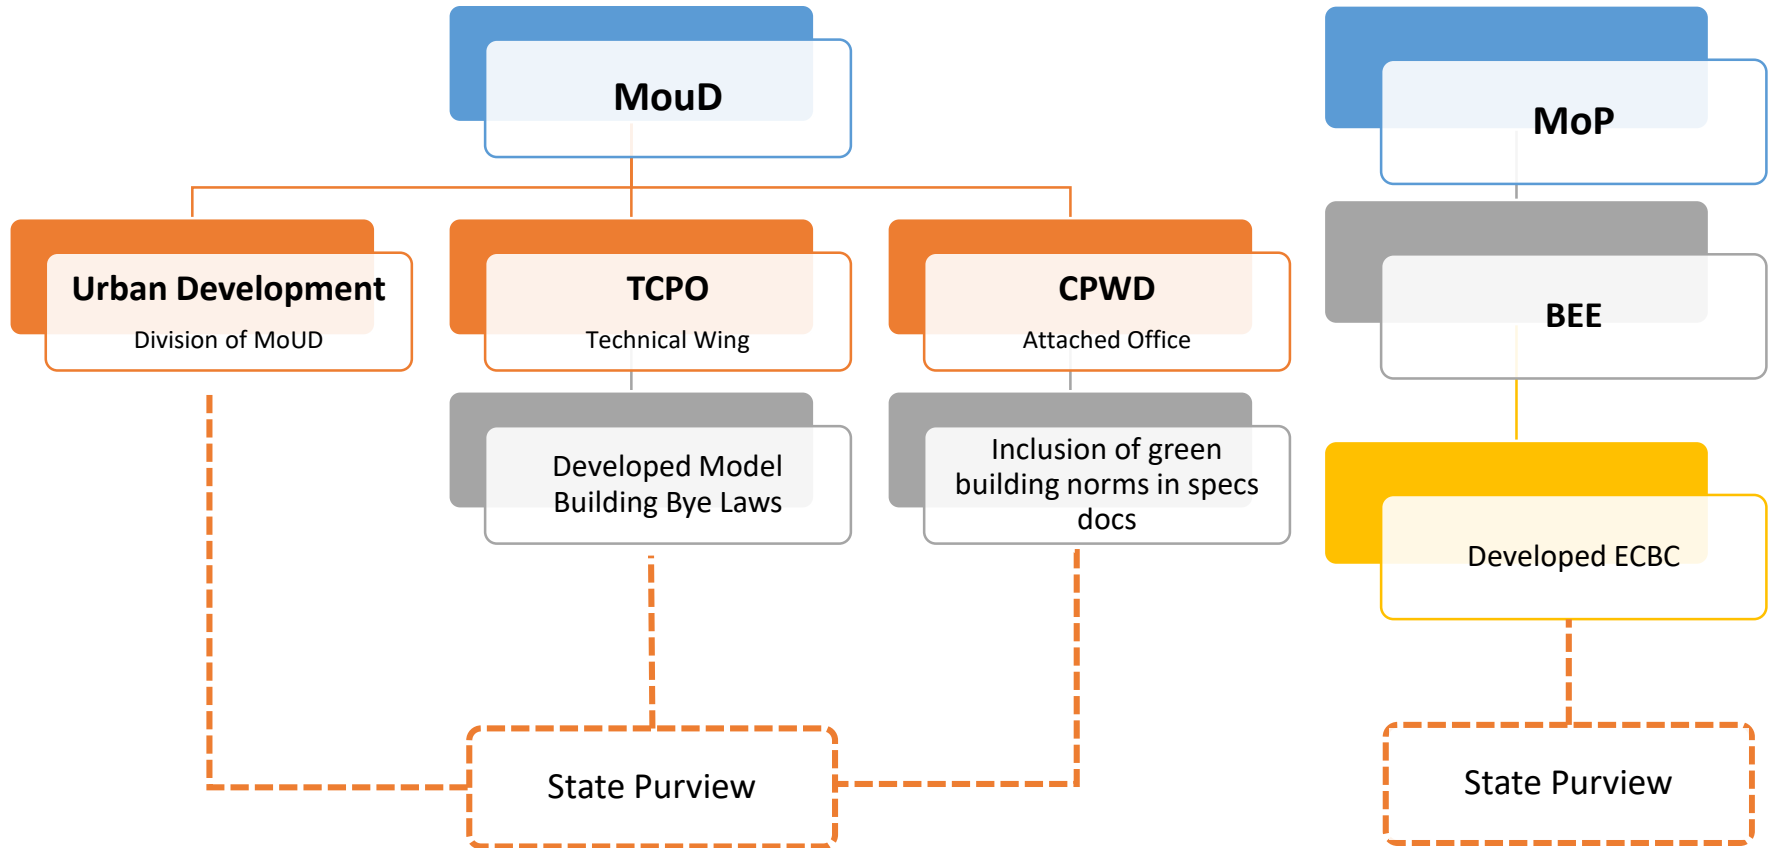 MouD
MoP
Urban Development
Division of MoUD
TCPO
Technical Wing
CPWD
Attached Office
BEE
Developed Model
Building Bye Laws
Inclusion of green
building norms in specs
docs
Developed ECBC
State Purview
State Purview